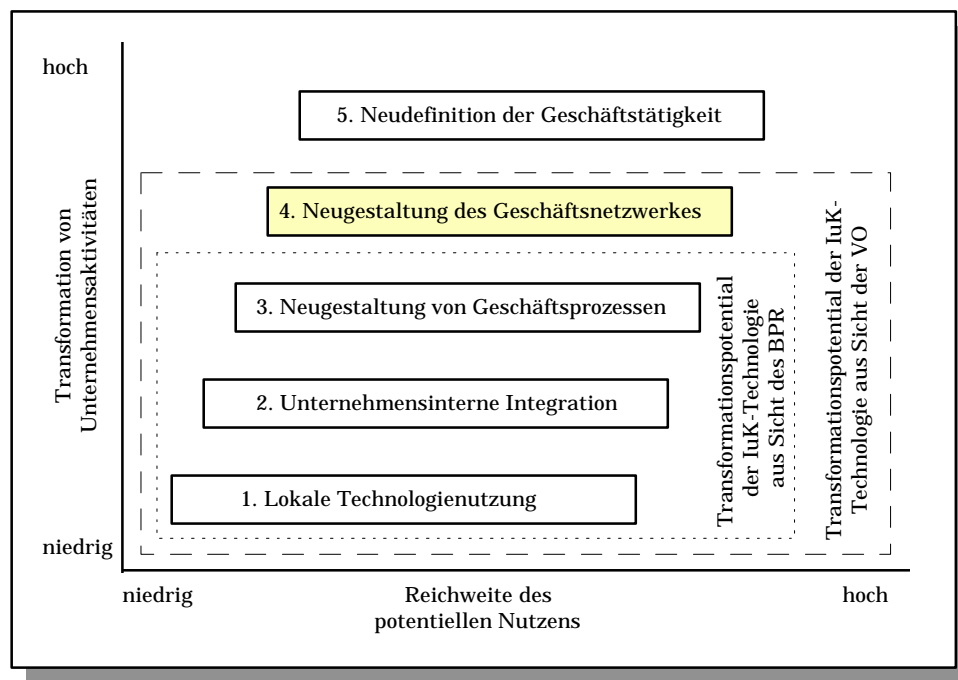 hoch
5. Neudefinition der Geschäftstätigkeit
4. Neugestaltung des Geschäftsnetzwerkes
3. Neugestaltung von Geschäftsprozessen
2. Unternehmensinterne Integration
1. Lokale Technologienutzung
Transformation von
Unternehmensaktivitäten
Transformationspotential
der IuK-Technologie
aus Sicht des BPR
Transformationspotential der IuK-
Technologie aus Sicht der VO
niedrig
niedrig
Reichweite des
potentiellen Nutzens
hoch